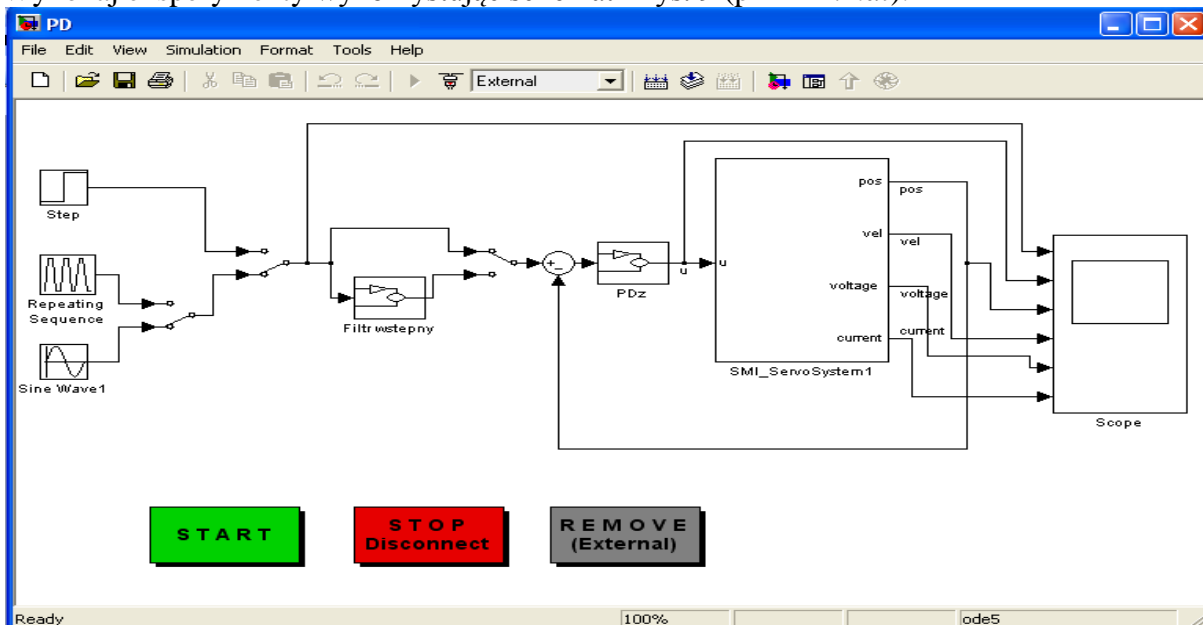 PD
File Edit View Simulation Format Tools Help
External
Step
Repeating
Sequence
Sine Wave1
Filtr wstepny
PDz
u
u
pos
pos
vel
vel
voltage
voltage
current
current
SMI_ServoSystem1
Scope
START
STOP
Disconnect
REMOVE
(External)
Ready
100%
ode5